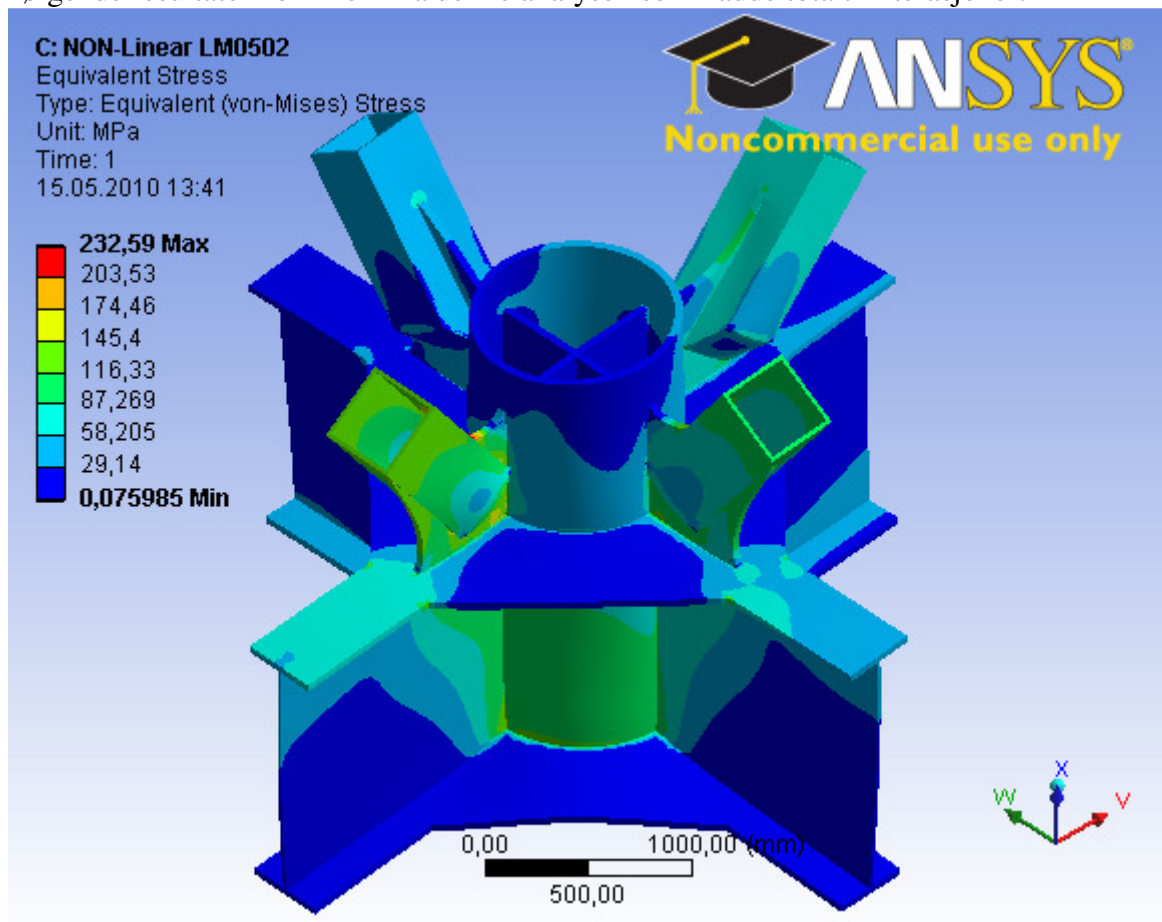 C: NON-Linear LM0502
Equivalent Stress
Type: Equivalent (von-Mises) Stress
Unit: MPa
Time: 1
15.05.2010 13:41
ANSYS®
Noncommercial use only
232,59 Max
203,53
174,46
145,4
116,33
87,269
58,205
29,14
0,075985 Min
X
W
V
0,00
1000,00 (mm)
500,00